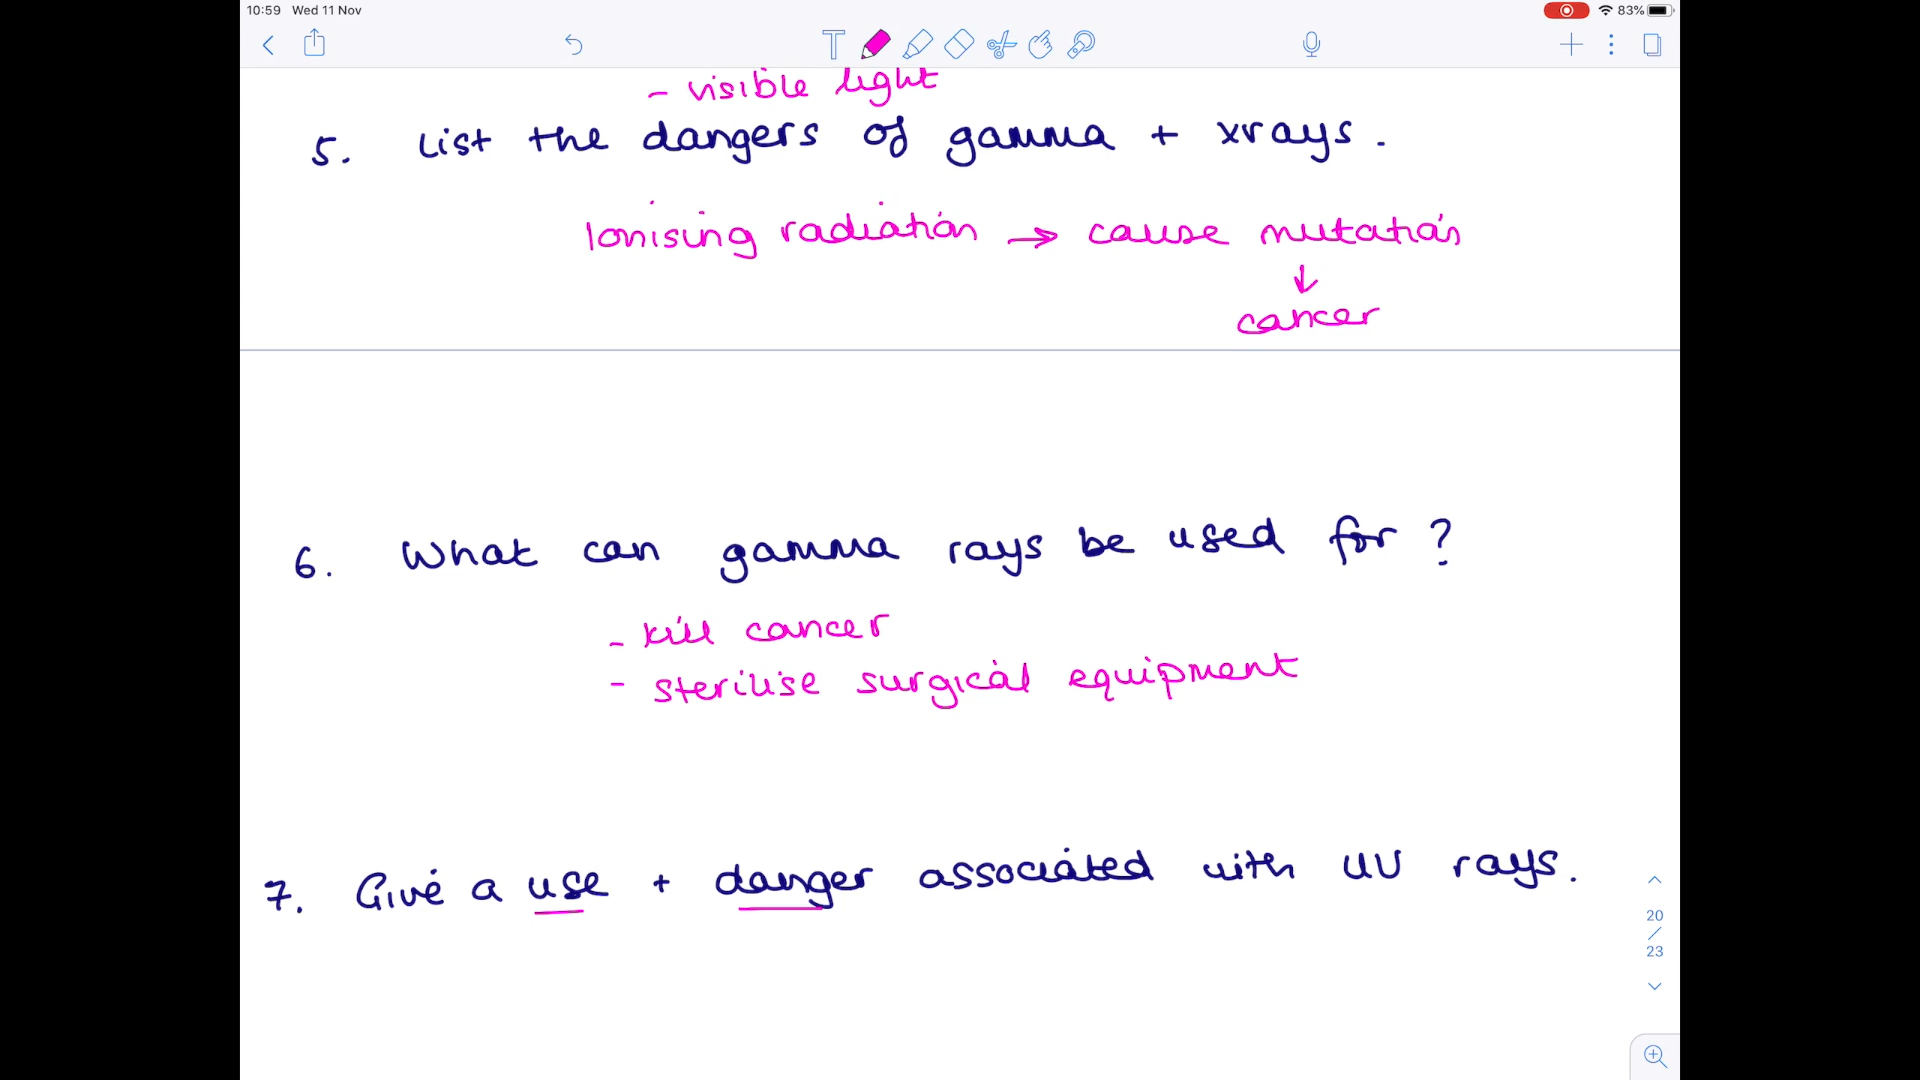 10:59 Wed 11 Nov
83%
T
- visible light
5. List the dangers of gamma + xrays.
Ionising radiation → cause mutation
↓
cancer
6. What can gamma rays be used for?
- kill cancer
- sterilise surgical equipment
7. Give a use + danger associated with UV rays.
20
/
23